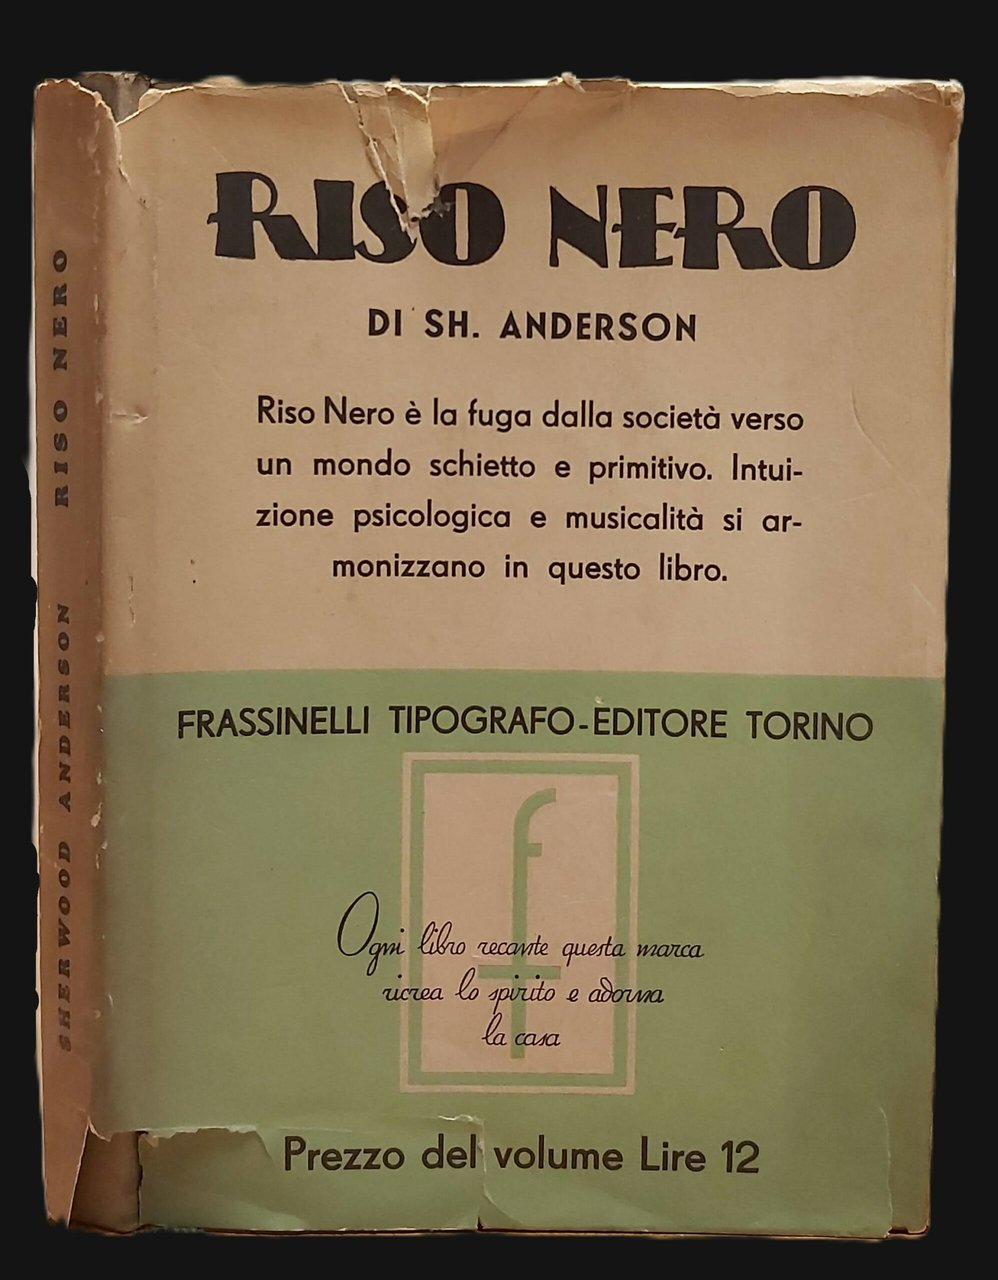 RISO NERO
DI SH. ANDERSON
Riso Nero è la fuga dalla società verso
un mondo schietto e primitivo. Intui-
zione psicologica e musicalità si ar-
monizzano in questo libro.
FRASSINELLI TIPOGRAFO-EDITORE TORINO
f
Ogni libro recante questa marca
ricrea lo spirito e adorna
la casa
Prezzo del volume Lire 12
SHERWOOD ANDERSON RISO NERO